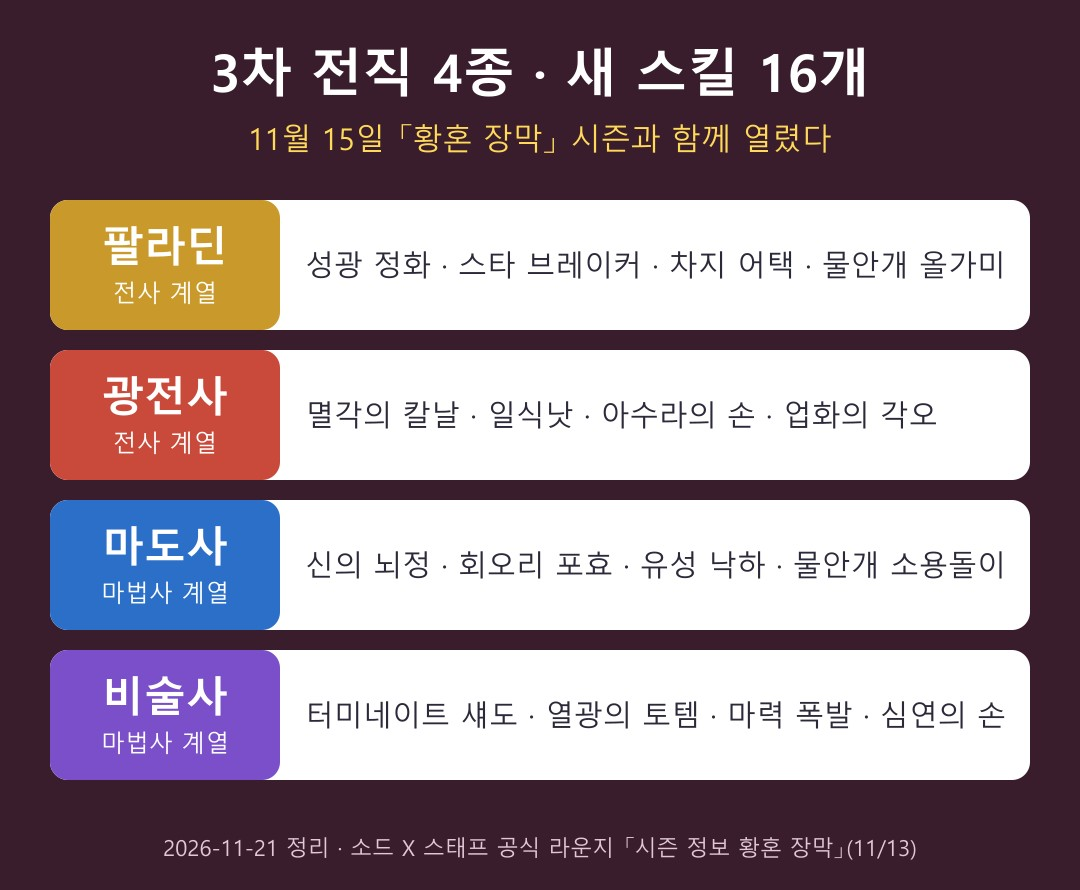 3차 전직 4종 · 새 스킬 16개
11월 15일 「황혼 장막」 시즌과 함께 열렸다
팔라딘
전사 계열
성광 정화 · 스타 브레이커 · 차지 어택 · 물안개 올가미
광전사
전사 계열
멸각의 칼날 · 일식낫 · 아수라의 손 · 업화의 각오
마도사
마법사 계열
신의 뇌정 · 회오리 포효 · 유성 낙하 · 물안개 소용돌이
비술사
마법사 계열
터미네이트 섀도 · 열광의 토템 · 마력 폭발 · 심연의 손
2026-11-21 정리 · 소드 X 스태프 공식 라운지 「시즌 정보 황혼 장막」(11/13)